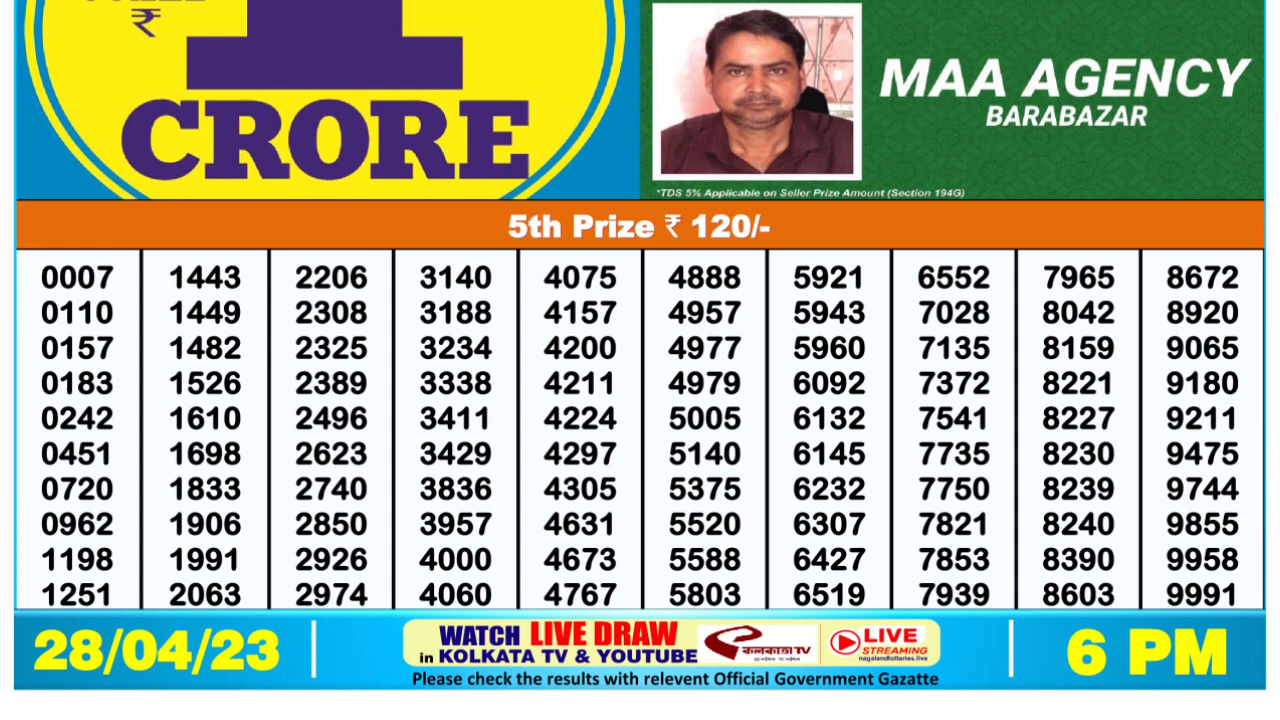 ₹
1
CRORE
MAA AGENCY
BARABAZAR
*TDS 5% Applicable on Seller Prize Amount (Section 194G)
5th Prize ₹ 120/-
0007 1443 2206 3140 4075 4888 5921 6552 7965 8672
0110 1449 2308 3188 4157 4957 5943 7028 8042 8920
0157 1482 2325 3234 4200 4977 5960 7135 8159 9065
0183 1526 2389 3338 4211 4979 6092 7372 8221 9180
0242 1610 2496 3411 4224 5005 6132 7541 8227 9211
0451 1698 2623 3429 4297 5140 6145 7735 8230 9475
0720 1833 2740 3836 4305 5375 6232 7750 8239 9744
0962 1906 2850 3957 4631 5520 6307 7821 8240 9855
1198 1991 2926 4000 4673 5588 6427 7853 8390 9958
1251 2063 2974 4060 4767 5803 6519 7939 8603 9991
28/04/23
WATCH LIVE DRAW
in KOLKATA TV & YOUTUBE
কলকাতা TV
LIVE
STREAMING
nagalandlotteries.live
Please check the results with relevent Official Government Gazatte
6 PM